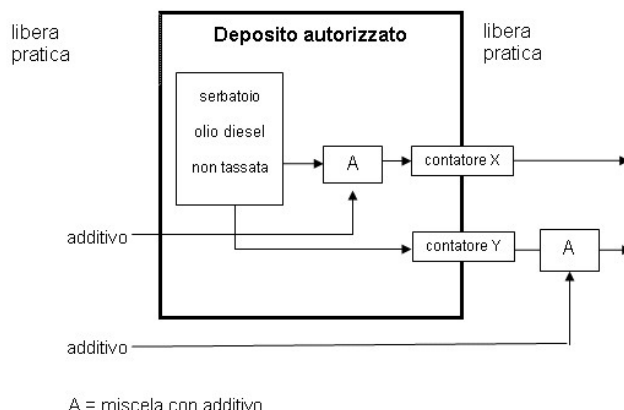 libera
pratica
Deposito autorizzato
libera
pratica
serbatoio
olio diesel
non tassata
A
contatore X
additivo
contatore Y
A
additivo
A = miscela con additivo